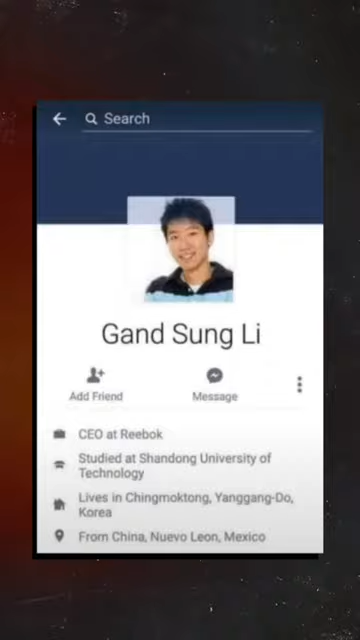 Search
Gand Sung Li
Add Friend
Message
CEO at Reebok
Studied at Shandong University of
Technology
Lives in Chingmoktong, Yanggang-Do,
Korea
From China, Nuevo Leon, Mexico